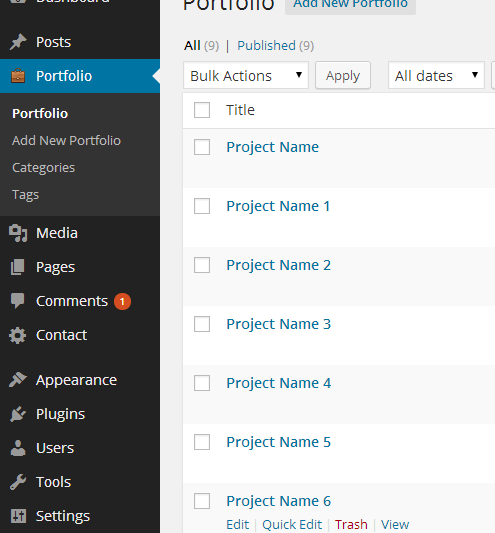 Dashboard
Posts
Portfolio
Portfolio
Add New Portfolio
Categories
Tags
Media
Pages
Comments 1
Contact
Appearance
Plugins
Users
Tools
Settings
Portfolio Add New Portfolio
All (9) | Published (9)
Bulk Actions Apply All dates
Title
Project Name
Project Name 1
Project Name 2
Project Name 3
Project Name 4
Project Name 5
Project Name 6
Edit | Quick Edit | Trash | View